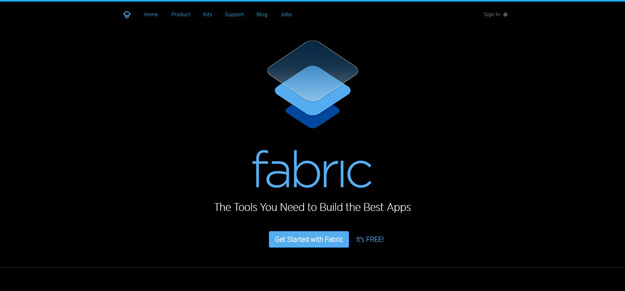 Home Product Kits Support Blog Jobs Sign In
fabric
The Tools You Need to Build the Best Apps
Get Started with Fabric It's FREE!